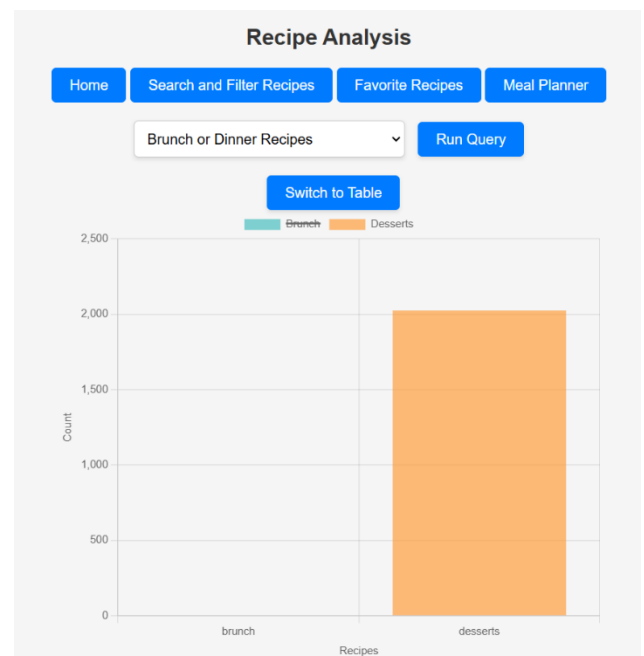 Recipe Analysis
Home Search and Filter Recipes Favorite Recipes Meal Planner
Brunch or Dinner Recipes Run Query
Switch to Table
Brunch Desserts
2,500
2,000
1,500
1,000
500
0
Count
brunch desserts
Recipes